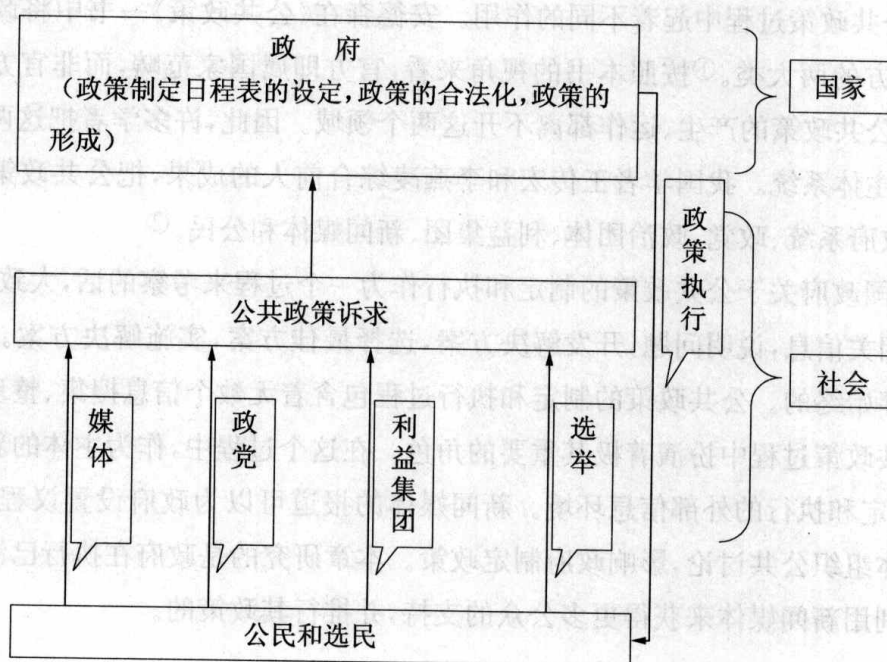 政 府
(政策制定日程表的设定,政策的合法化,政策的
形成)
国家
政策执行
公共政策诉求
社会
媒体
政党
利益集团
选举
公民和选民